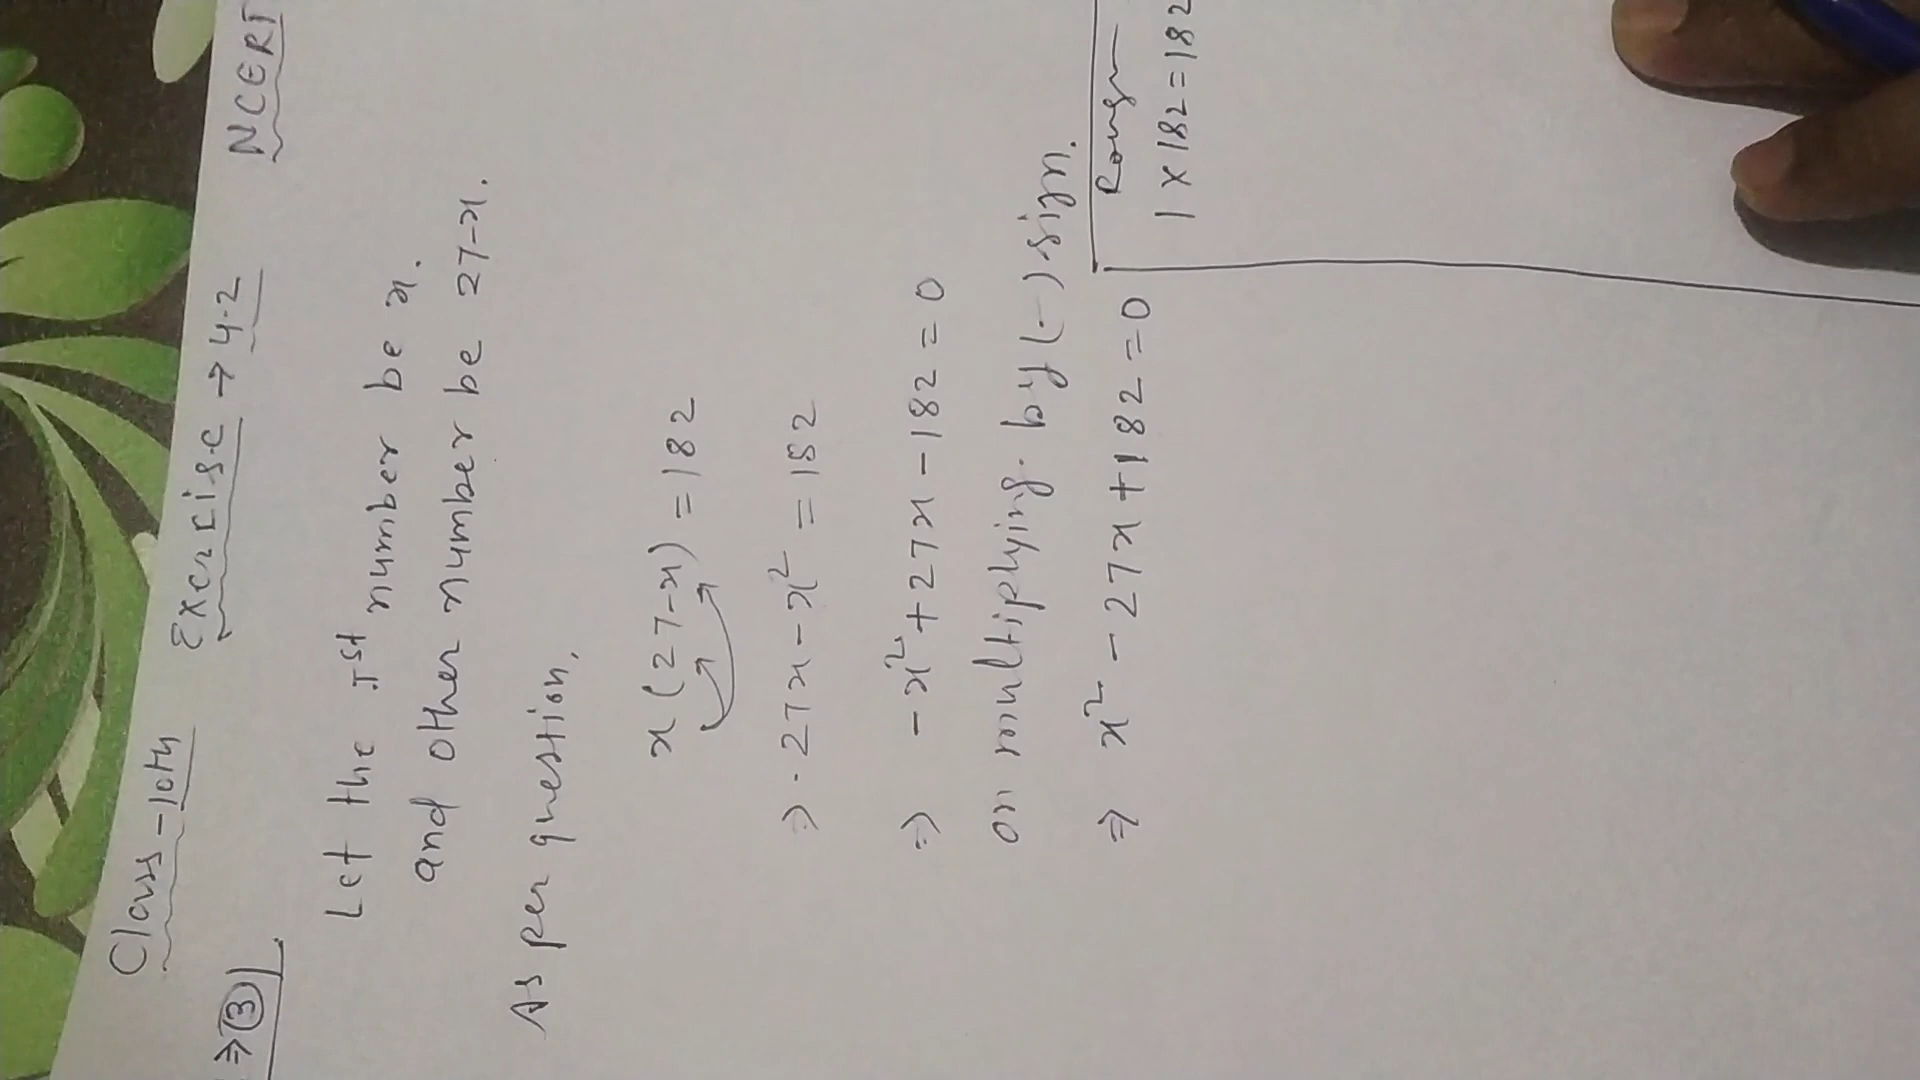 Class-10th Exercise → 4.2 NCERT
⇒ (3)
Let the Ist number be x.
and other number be 27-x.
As per question,
x(27-x) = 182
⇒ 27x - x² = 182
⇒ -x² + 27x - 182 = 0
on multiplying by (-) sign.
⇒ x² - 27x + 182 = 0
Rough
1 × 182 = 182